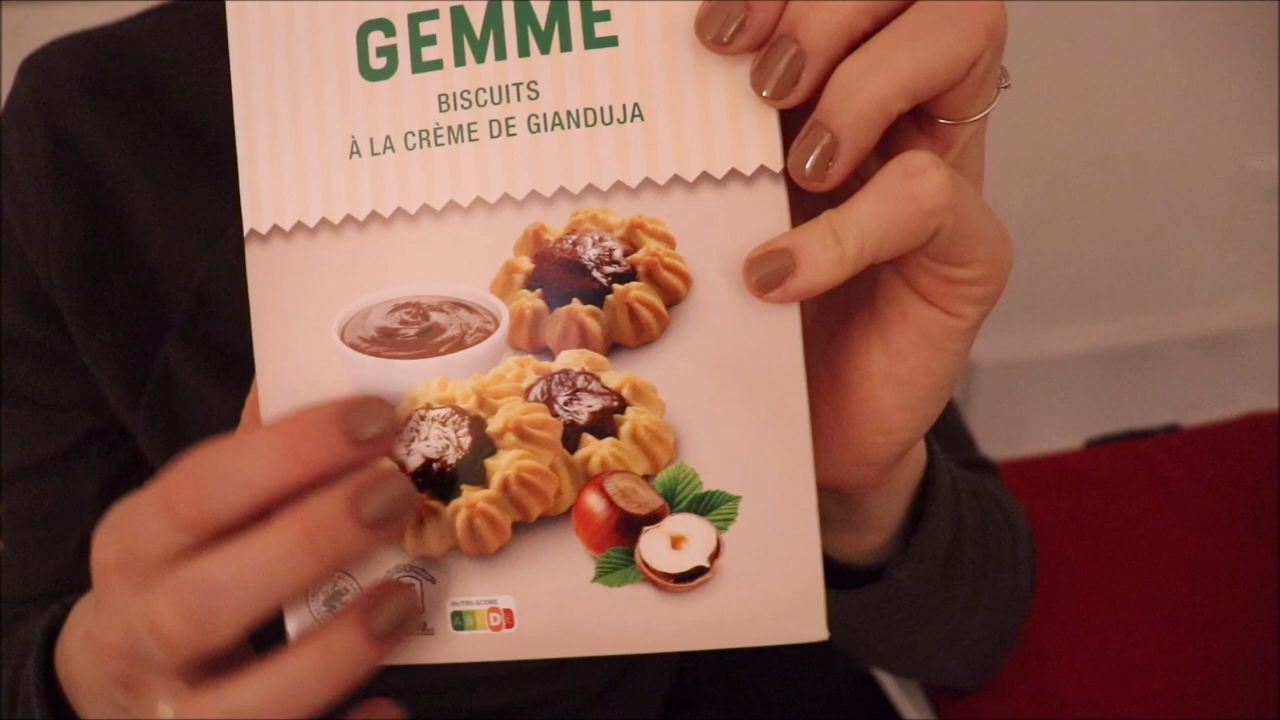 GEMME
BISCUITS
À LA CRÈME DE GIANDUJA
NUTRI-SCORE
A B C D E